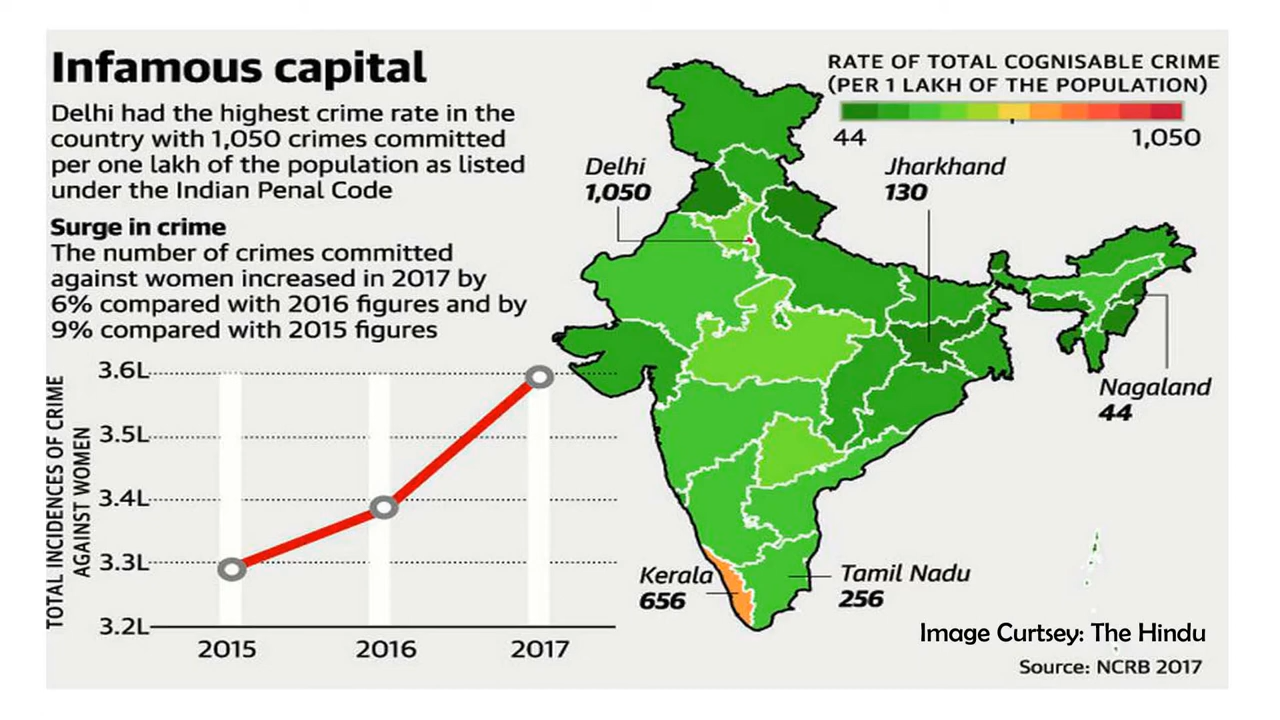 Infamous capital
Delhi had the highest crime rate in the
country with 1,050 crimes committed
per one lakh of the population as listed
under the Indian Penal Code
Surge in crime
The number of crimes committed
against women increased in 2017 by
6% compared with 2016 figures and by
9% compared with 2015 figures
TOTAL INCIDENCES OF CRIME
AGAINST WOMEN
3.6L
3.5L
3.4L
3.3L
3.2L
2015 2016 2017
RATE OF TOTAL COGNISABLE CRIME
(PER 1 LAKH OF THE POPULATION)
44 1,050
Delhi
1,050
Jharkhand
130
Nagaland
44
Kerala
656
Tamil Nadu
256
Image Curtsey: The Hindu
Source: NCRB 2017